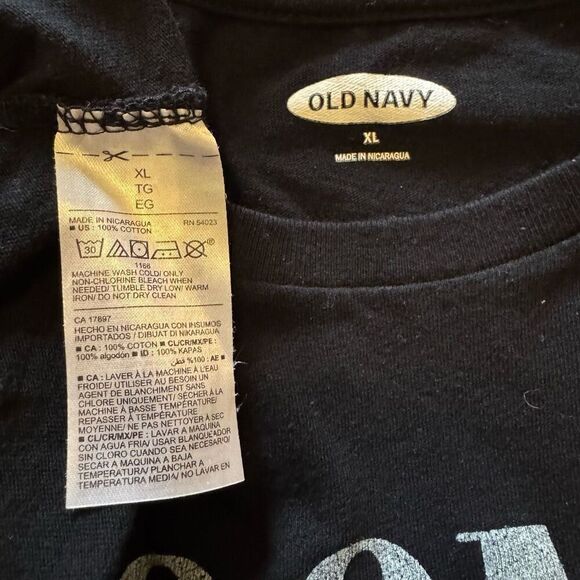 OLD NAVY
XL
MADE IN NICARAGUA
XL
TG
EG
MADE IN NICARAGUA RN 54023
■ US : 100% COTTON
30
1166
MACHINE WASH COLD/ ONLY
NON-CHLORINE BLEACH WHEN
NEEDED/ TUMBLE DRY LOW/ WARM
IRON/ DO NOT DRY CLEAN
CA 17897
HECHO EN NICARAGUA CON INSUMOS
IMPORTADOS / DIBUAT DI NIKARAGUA
■ CA : 100% COTON ■ CL/CR/MX/PE :
100% algodón ■ ID : 100% KAPAS
■ AE : 100% قطن
■ CA : LAVER À LA MACHINE À L'EAU
FROIDE/ UTILISER AU BESOIN UN
AGENT DE BLANCHIMENT SANS
CHLORE UNIQUEMENT/ SÉCHER À LA
MACHINE À BASSE TEMPÉRATURE/
REPASSER À TEMPÉRATURE
MOYENNE/ NE PAS NETTOYER À SEC
■ CL/CR/MX/PE : LAVAR A MAQUINA
CON AGUA FRIA/ USAR BLANQUEADOR
SIN CLORO CUANDO SEA NECESARIO/
SECAR A MAQUINA A BAJA
TEMPERATURA/ PLANCHAR A
TEMPERATURA MEDIA/ NO LAVAR EN